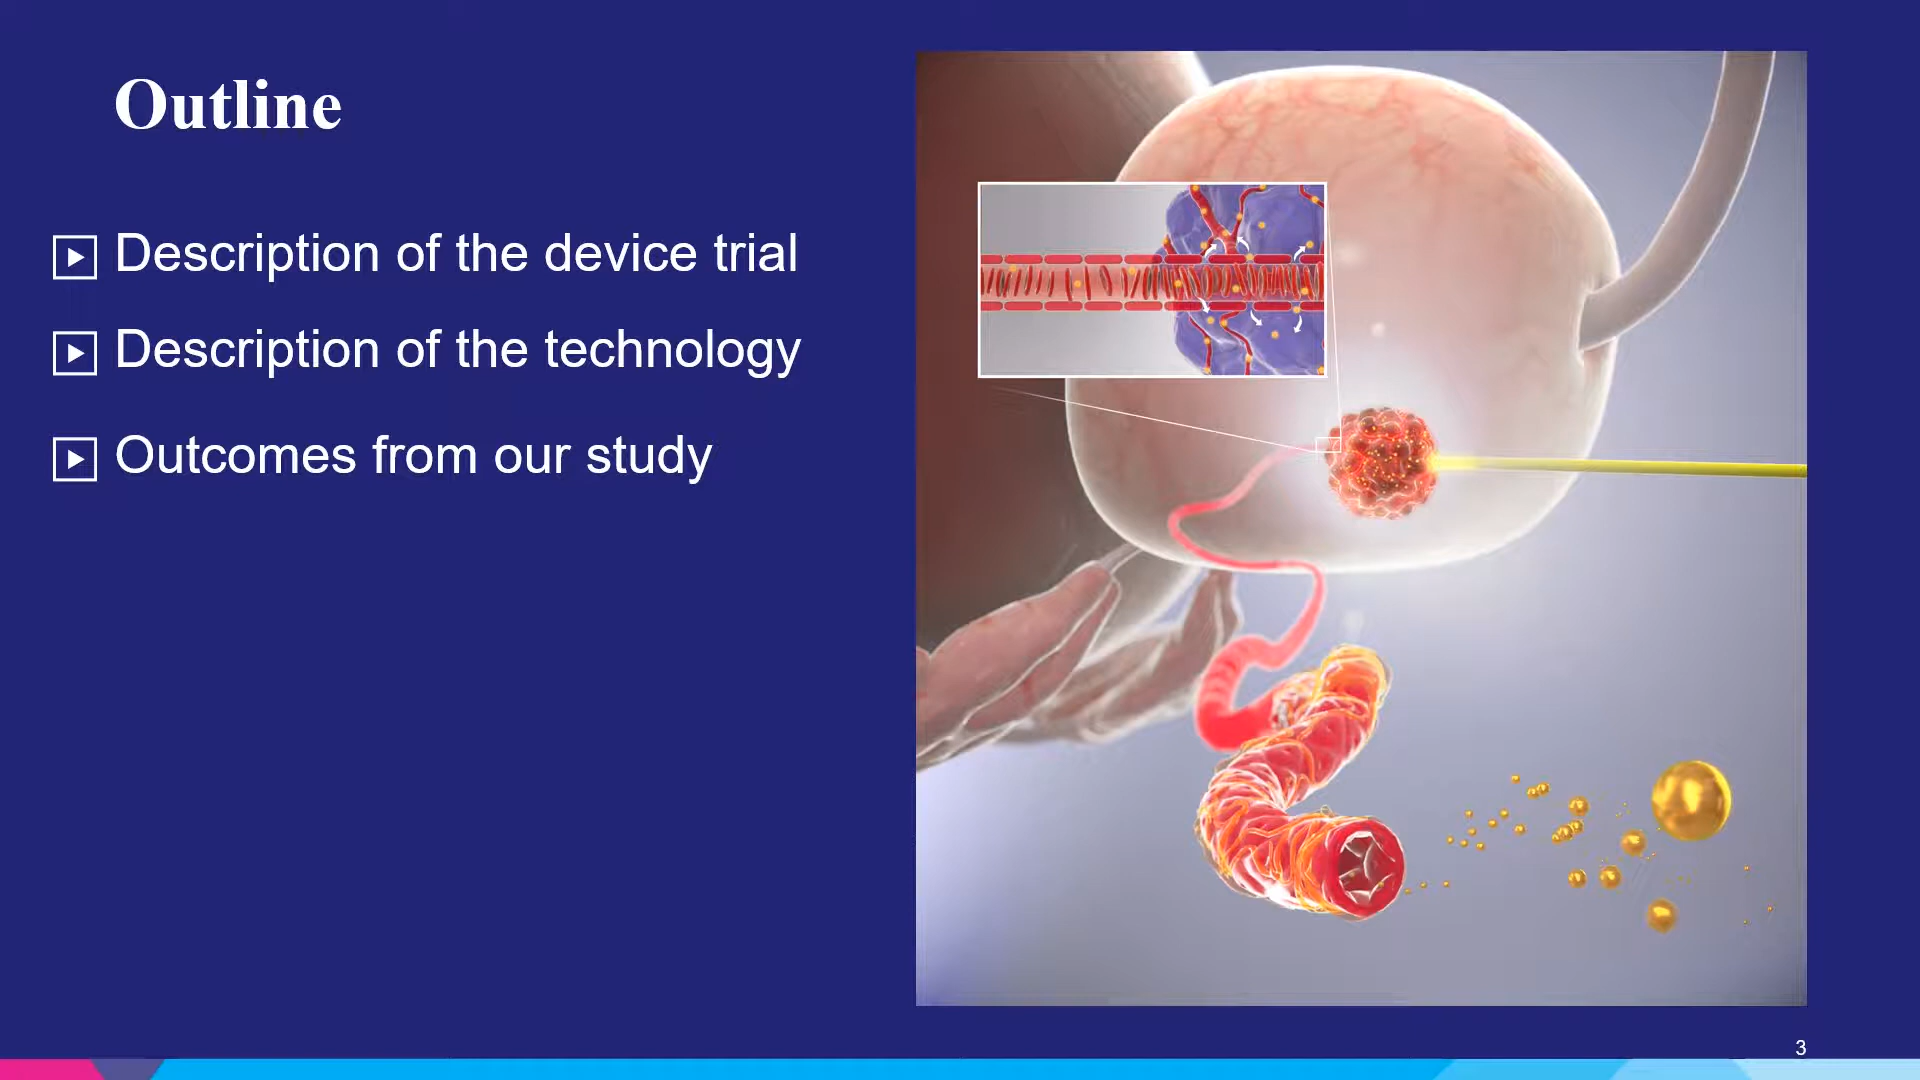 Outline
Description of the device trial
Description of the technology
Outcomes from our study
3